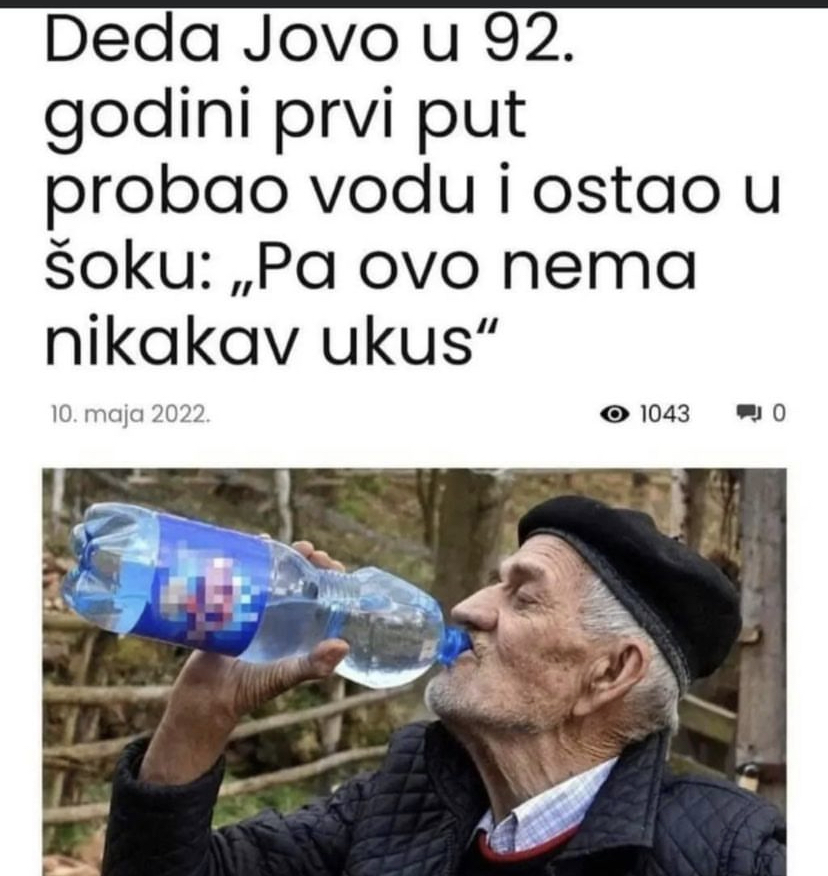 Deda Jovo u 92.
godini prvi put
probao vodu i ostao u
šoku: „Pa ovo nema
nikakav ukus“
10. maja 2022. 1043 0